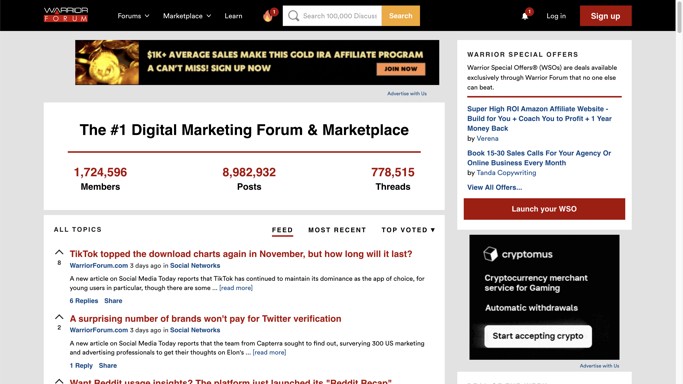 WARRIOR
FORUM
Forums
Marketplace
Learn
1
Search 100,000 Discuss
Search
1
Log in
Sign up
$1K+ AVERAGE SALES MAKE THIS GOLD IRA AFFILIATE PROGRAM
A CAN'T MISS! SIGN UP NOW
JOIN NOW
Advertise with Us
The #1 Digital Marketing Forum & Marketplace
1,724,596
Members
8,982,932
Posts
778,515
Threads
ALL TOPICS
FEED
MOST RECENT
TOP VOTED ▼
8
TikTok topped the download charts again in November, but how long will it last?
WarriorForum.com 3 days ago in Social Networks
A new article on Social Media Today reports that TikTok has continued to maintain its dominance as the app of choice, for
young users in particular, though there are some ... [read more]
6 Replies Share
2
A surprising number of brands won't pay for Twitter verification
WarriorForum.com 3 days ago in Social Networks
A new article on Social Media Today reports that the team from Capterra sought to find out, surverying 300 US marketing
and advertising professionals to get their thoughts on Elon's ... [read more]
1 Reply Share
Want Reddit usage insights? The platform just launched its "Reddit Recap"
WARRIOR SPECIAL OFFERS
Warrior Special Offers® (WSOs) are deals available
exclusively through Warrior Forum that no one else
can beat.
Super High ROI Amazon Affiliate Website -
Build for You + Coach You to Profit + 1 Year
Money Back
by Verena
Book 15-30 Sales Calls For Your Agency Or
Online Business Every Month
by Tanda Copywriting
View All Offers...
Launch your WSO
cryptomus
Cryptocurrency merchant
service for Gaming
Automatic withdrawals
Start accepting crypto
Advertise with Us